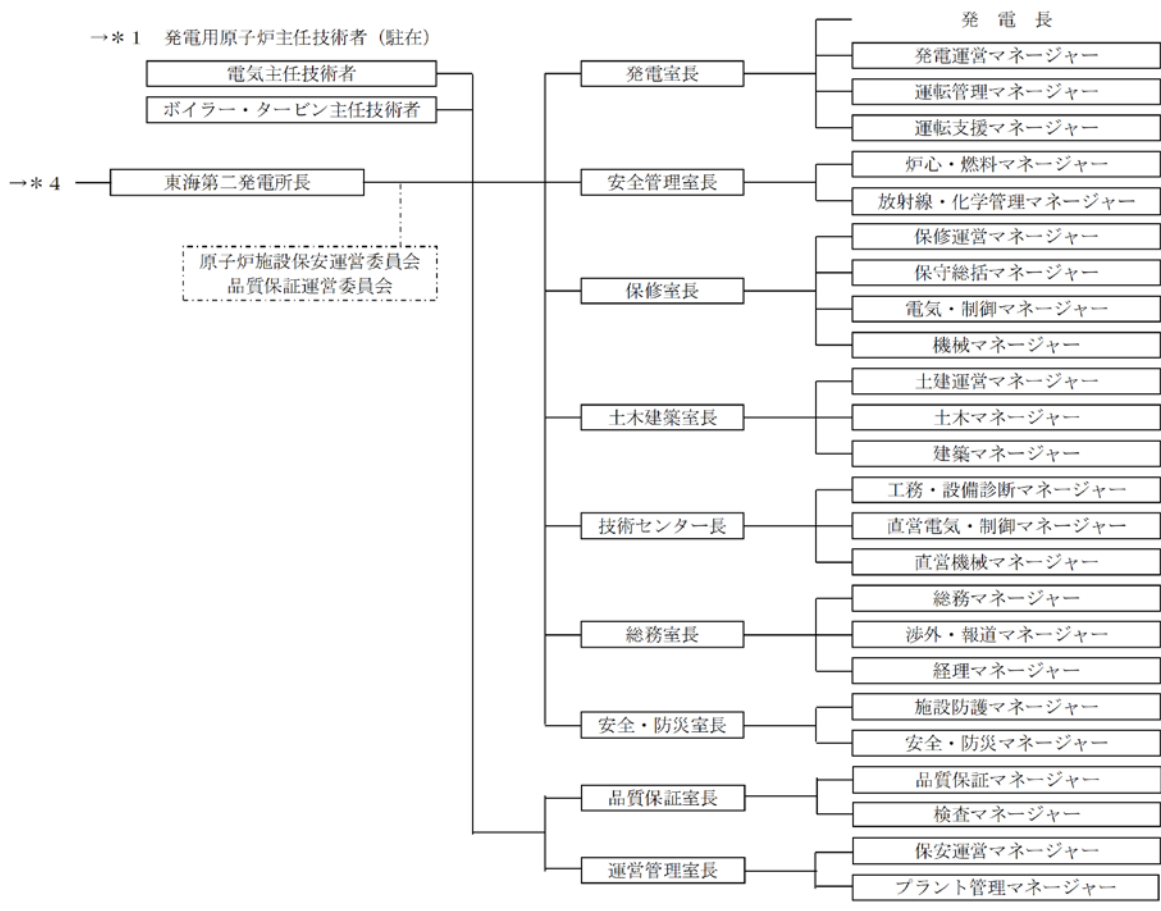 →＊1 発電用原子炉主任技術者（駐在）
電気主任技術者
ボイラー・タービン主任技術者
→＊4
東海第二発電所長
原子炉施設保安運営委員会
品質保証運営委員会
発電室長
発　電　長
発電運営マネージャー
運転管理マネージャー
運転支援マネージャー
安全管理室長
炉心・燃料マネージャー
放射線・化学管理マネージャー
保修室長
保修運営マネージャー
保守総括マネージャー
電気・制御マネージャー
機械マネージャー
土木建築室長
土建運営マネージャー
土木マネージャー
建築マネージャー
技術センター長
工務・設備診断マネージャー
直営電気・制御マネージャー
直営機械マネージャー
総務室長
総務マネージャー
渉外・報道マネージャー
経理マネージャー
安全・防災室長
施設防護マネージャー
安全・防災マネージャー
品質保証室長
品質保証マネージャー
検査マネージャー
運営管理室長
保安運営マネージャー
プラント管理マネージャー